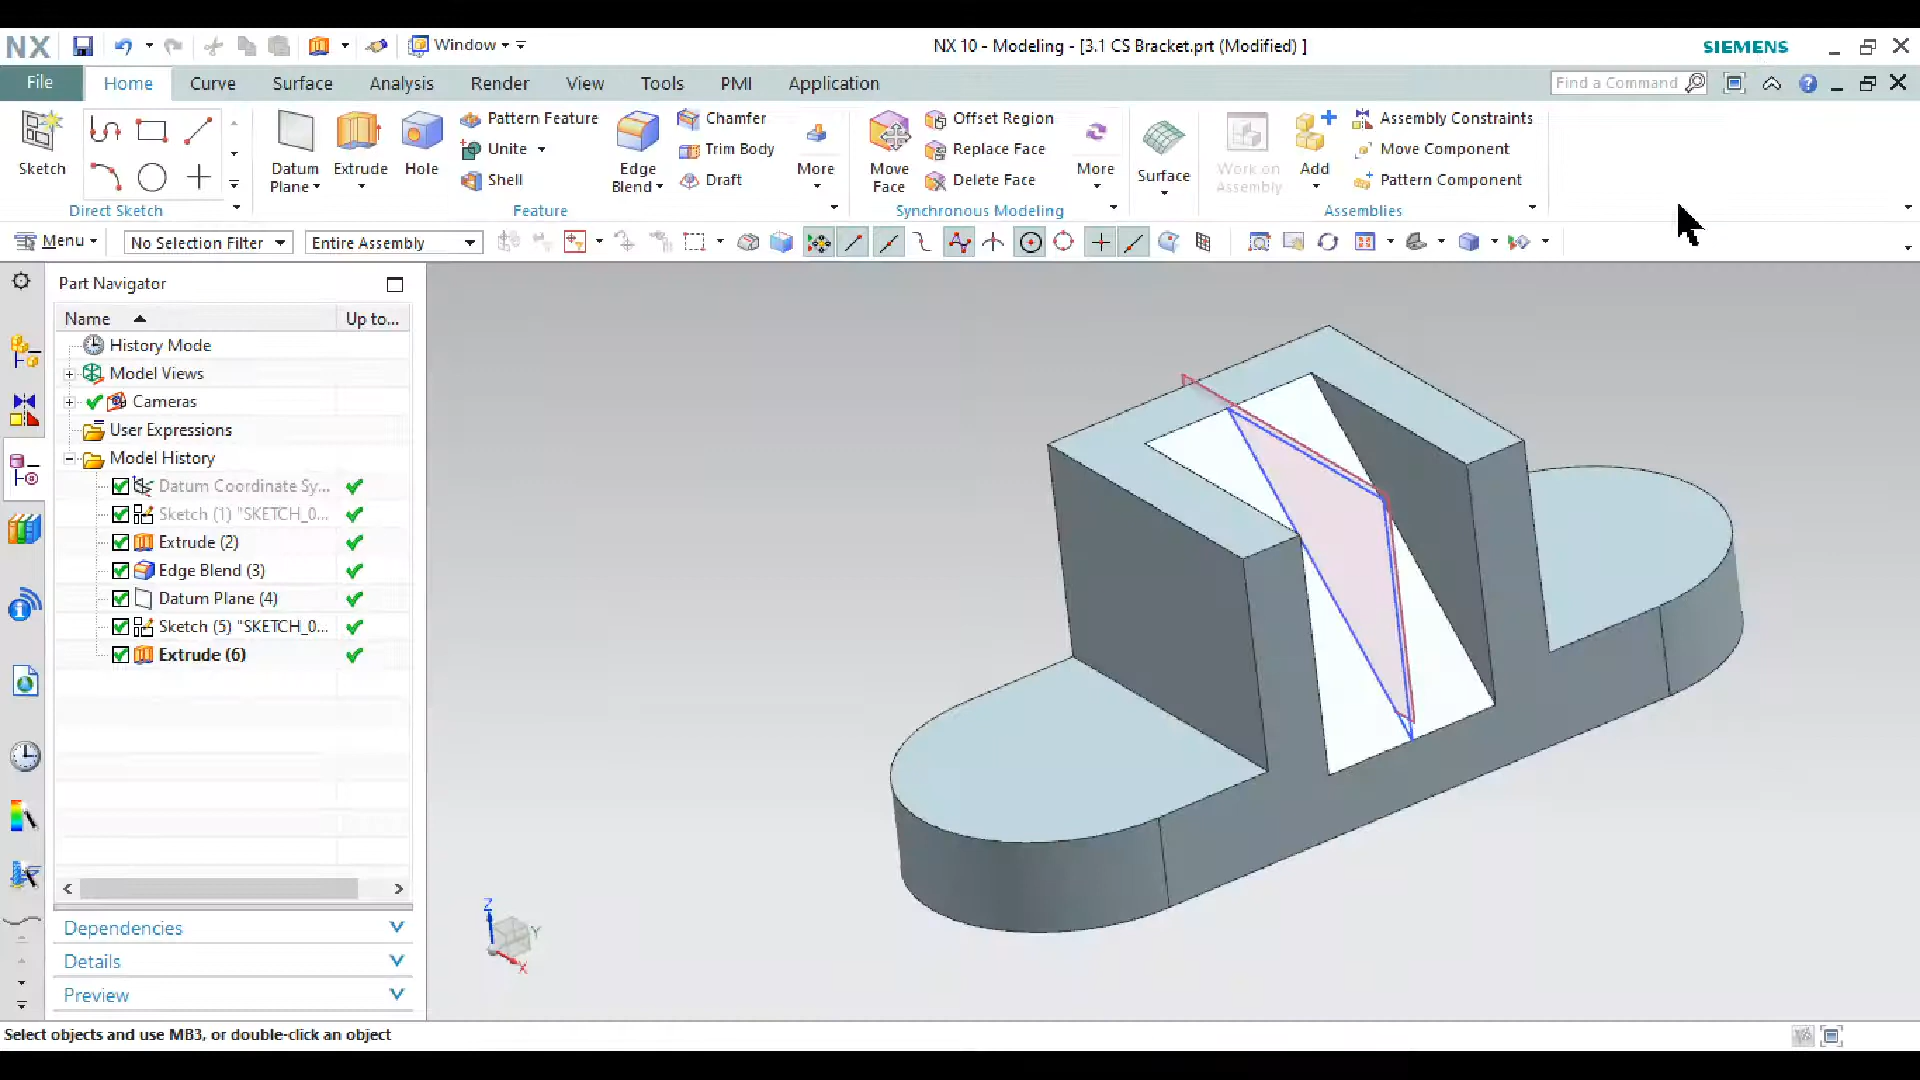 NX Window NX 10 - Modeling - [3.1 CS Bracket.prt (Modified) ] SIEMENS
File Home Curve Surface Analysis Render View Tools PMI Application Find a Command
Sketch
Direct Sketch
Datum Plane
Extrude
Hole
Pattern Feature
Unite
Shell
Edge Blend
Chamfer
Trim Body
Draft
More
Feature
Move Face
Offset Region
Replace Face
Delete Face
More
Synchronous Modeling
Surface
Work on Assembly
Add
Assembly Constraints
Move Component
Pattern Component
Assemblies
Menu No Selection Filter Entire Assembly
Part Navigator
Name Up to...
History Mode
Model Views
Cameras
User Expressions
Model History
Datum Coordinate Sy...
Sketch (1) "SKETCH_0...
Extrude (2)
Edge Blend (3)
Datum Plane (4)
Sketch (5) "SKETCH_0...
Extrude (6)
Dependencies
Details
Preview
Z
Y
X
Select objects and use MB3, or double-click an object